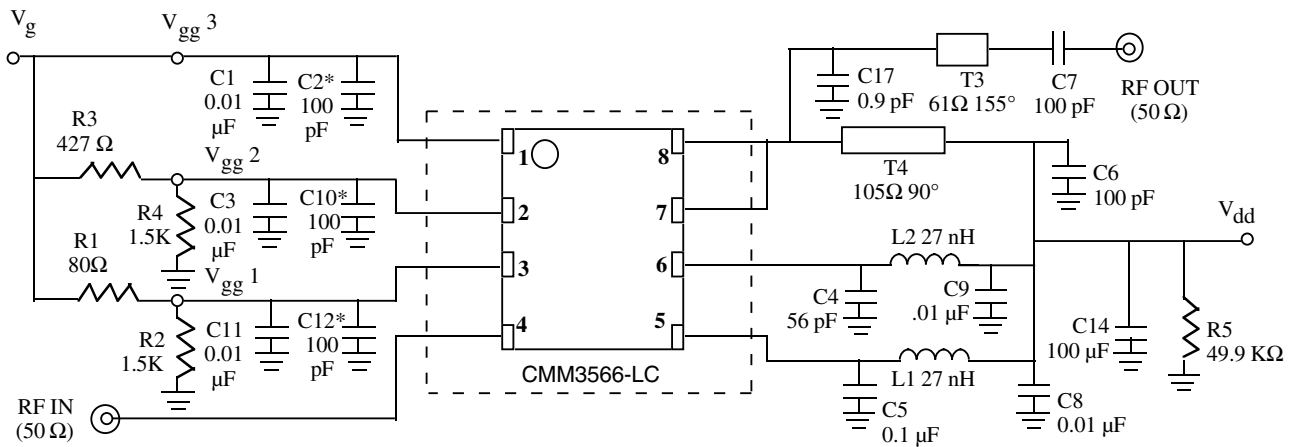 Vg
Vgg 3
C1
0.01
µF
C2*
100
pF
R3
427 Ω
Vgg 2
R4
1.5K
C3
0.01
µF
C10*
100
pF
R1
80Ω
Vgg 1
R2
1.5K
C11
0.01
µF
C12*
100
pF
RF IN
(50 Ω)
1
2
3
4
8
7
6
5
CMM3566-LC
C17
0.9 pF
T3
61Ω 155°
C7
100 pF
RF OUT
(50 Ω)
T4
105Ω 90°
C6
100 pF
Vdd
L2 27 nH
C4
56 pF
C9
.01 µF
L1 27 nH
C5
0.1 µF
C8
0.01 µF
C14
100 µF
R5
49.9 KΩ